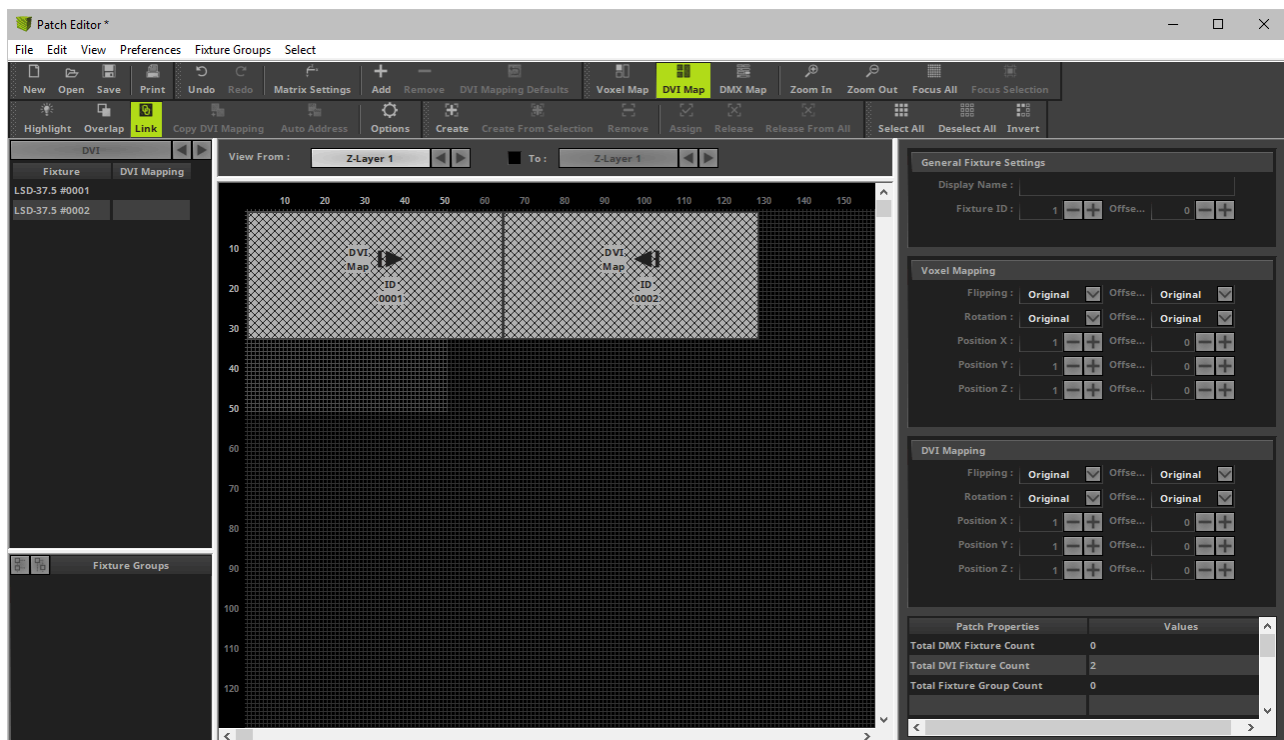 Patch Editor *
File Edit View Preferences Fixture Groups Select
New Open Save Print Undo Redo Matrix Settings Add Remove DVI Mapping Defaults Voxel Map DVI Map DMX Map Zoom In Zoom Out Focus All Focus Selection
Highlight Overlap Link Copy DVI Mapping Auto Address Options Create Create From Selection Remove Assign Release Release From All Select All Deselect All Invert
DVI
Fixture DVI Mapping
LSD-37.5 #0001
LSD-37.5 #0002
Fixture Groups
View From : Z-Layer 1 To : Z-Layer 1
10 20 30 40 50 60 70 80 90 100 110 120 130 140 150
10
20
30
40
50
60
70
80
90
100
110
120
DVI
Map
ID
0001
DVI
Map
ID
0002
General Fixture Settings
Display Name :
Fixture ID : 1 Offse... 0
Voxel Mapping
Flipping : Original Offse... Original
Rotation : Original Offse... Original
Position X : 1 Offse... 0
Position Y : 1 Offse... 0
Position Z : 1 Offse... 0
DVI Mapping
Flipping : Original Offse... Original
Rotation : Original Offse... Original
Position X : 1 Offse... 0
Position Y : 1 Offse... 0
Position Z : 1 Offse... 0
Patch Properties Values
Total DMX Fixture Count 0
Total DVI Fixture Count 2
Total Fixture Group Count 0